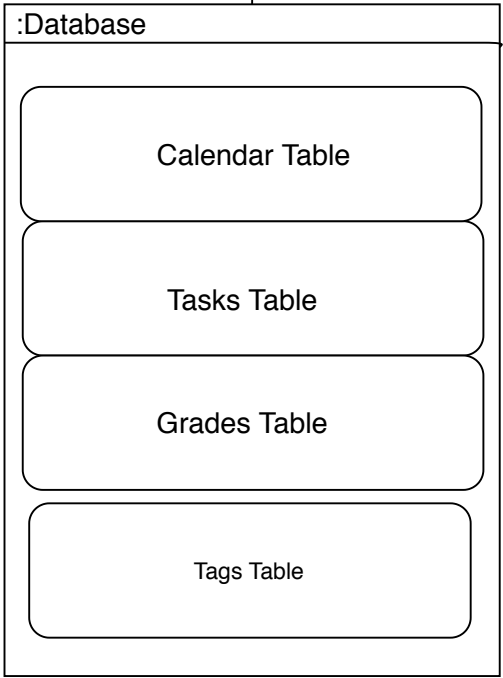 :Database
Calendar Table
Tasks Table
Grades Table
Tags Table